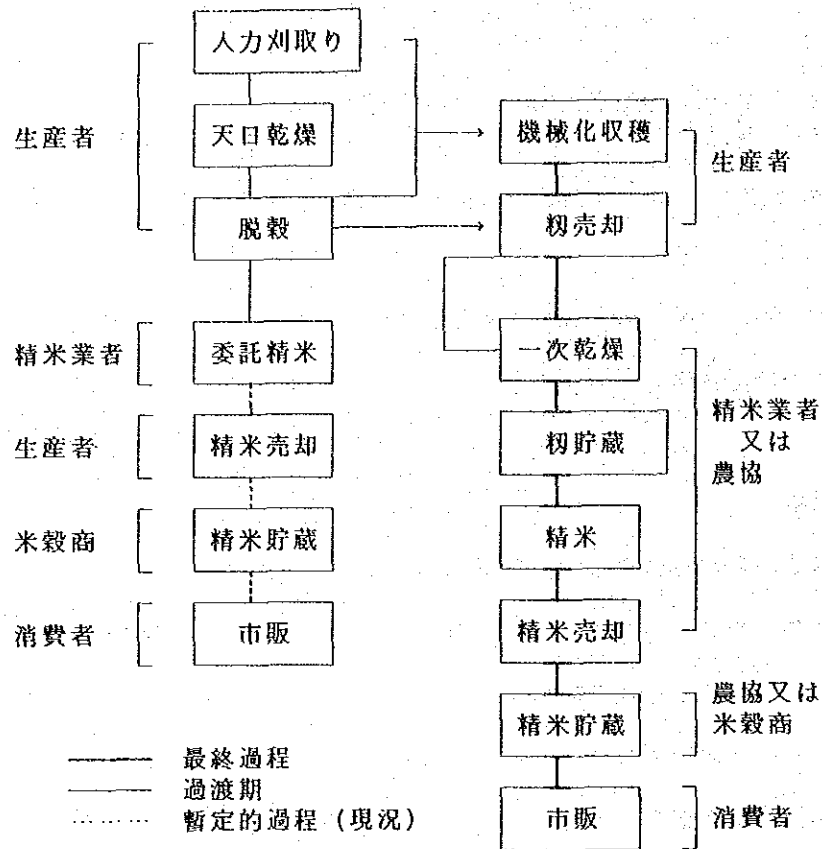 人力刈取り
天日乾燥
脱穀
生産者
委託精米
精米業者
精米売却
生産者
精米貯蔵
米穀商
市販
消費者
機械化収穫
籾売却
生産者
一次乾燥
籾貯蔵
精米
精米売却
精米業者
又は
農協
精米貯蔵
農協又は
米穀商
市販
消費者
最終過程
過渡期
暫定的過程（現況）